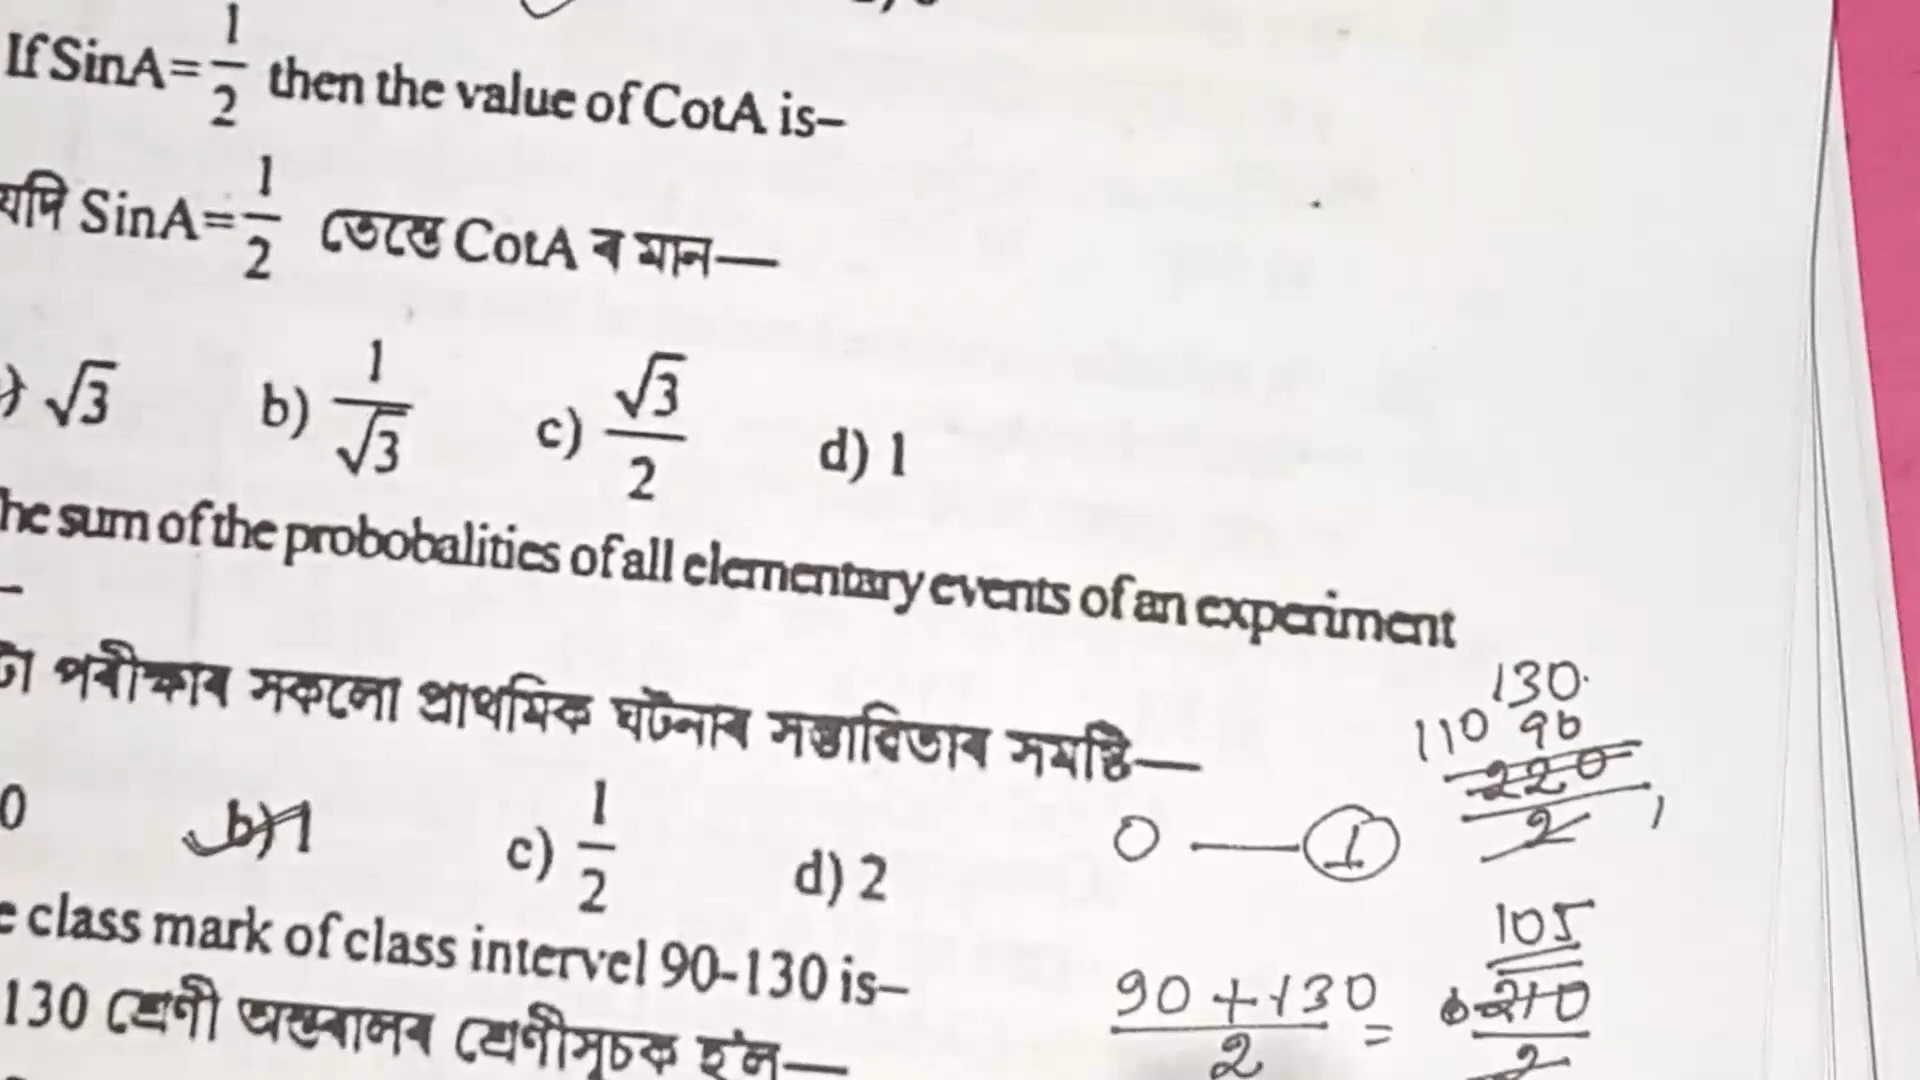 If SinA=1/2 then the value of CotA is–
যদি SinA=1/2 তেন্তে CotA ৰ মান—
√3 b) 1/√3 c) √3/2 d) 1
he sum of the probobalities of all elementary events of an experiment
–
টা পৰীক্ষাৰ সকলো প্ৰাথমিক ঘটনাৰ সম্ভাৱিতাৰ সমষ্টি—
130
110 90
220
2
0 b) 1 c) 1/2 d) 2
0 — 1
e class mark of class intervel 90-130 is–
130 শ্ৰেণী অন্তৰালৰ শ্ৰেণীসূচক হ'ল—
90 + 130 =
2
105
210
2